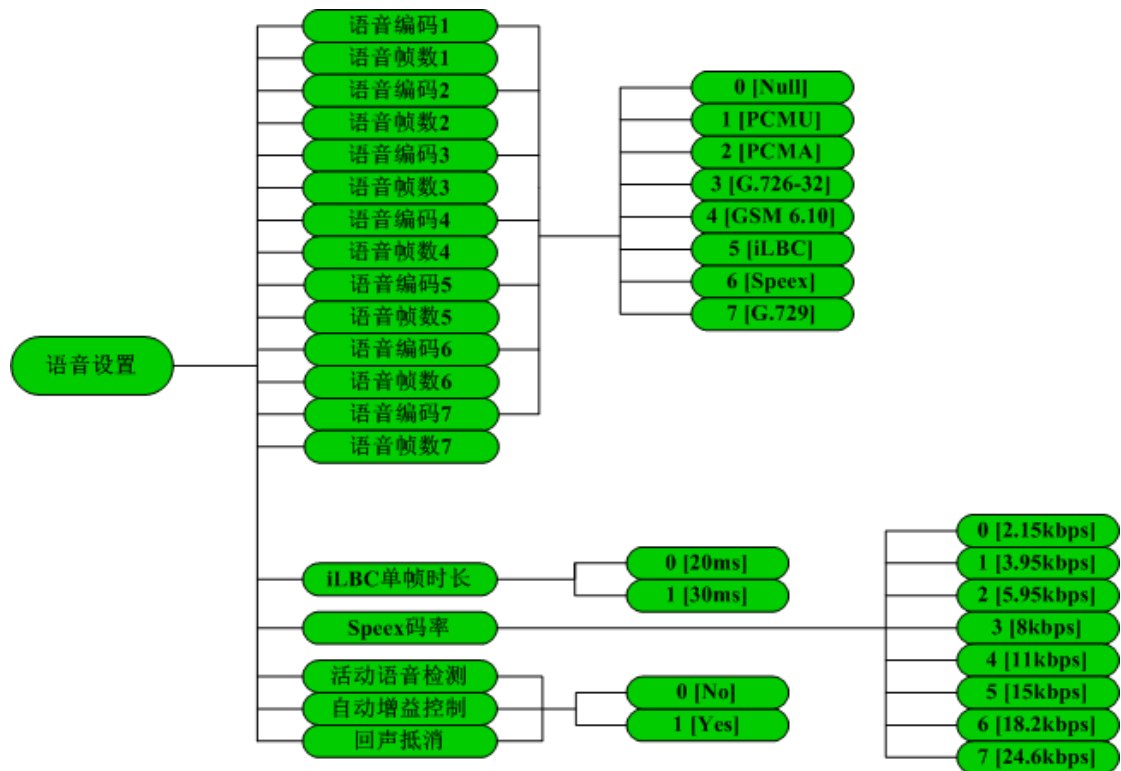 语音设置
语音编码1
语音帧数1
语音编码2
语音帧数2
语音编码3
语音帧数3
语音编码4
语音帧数4
语音编码5
语音帧数5
语音编码6
语音帧数6
语音编码7
语音帧数7
0 [Null]
1 [PCMU]
2 [PCMA]
3 [G.726-32]
4 [GSM 6.10]
5 [iLBC]
6 [Speex]
7 [G.729]
iLBC单帧时长
0 [20ms]
1 [30ms]
Speex码率
0 [2.15kbps]
1 [3.95kbps]
2 [5.95kbps]
3 [8kbps]
4 [11kbps]
5 [15kbps]
6 [18.2kbps]
7 [24.6kbps]
活动语音检测
自动增益控制
回声抵消
0 [No]
1 [Yes]